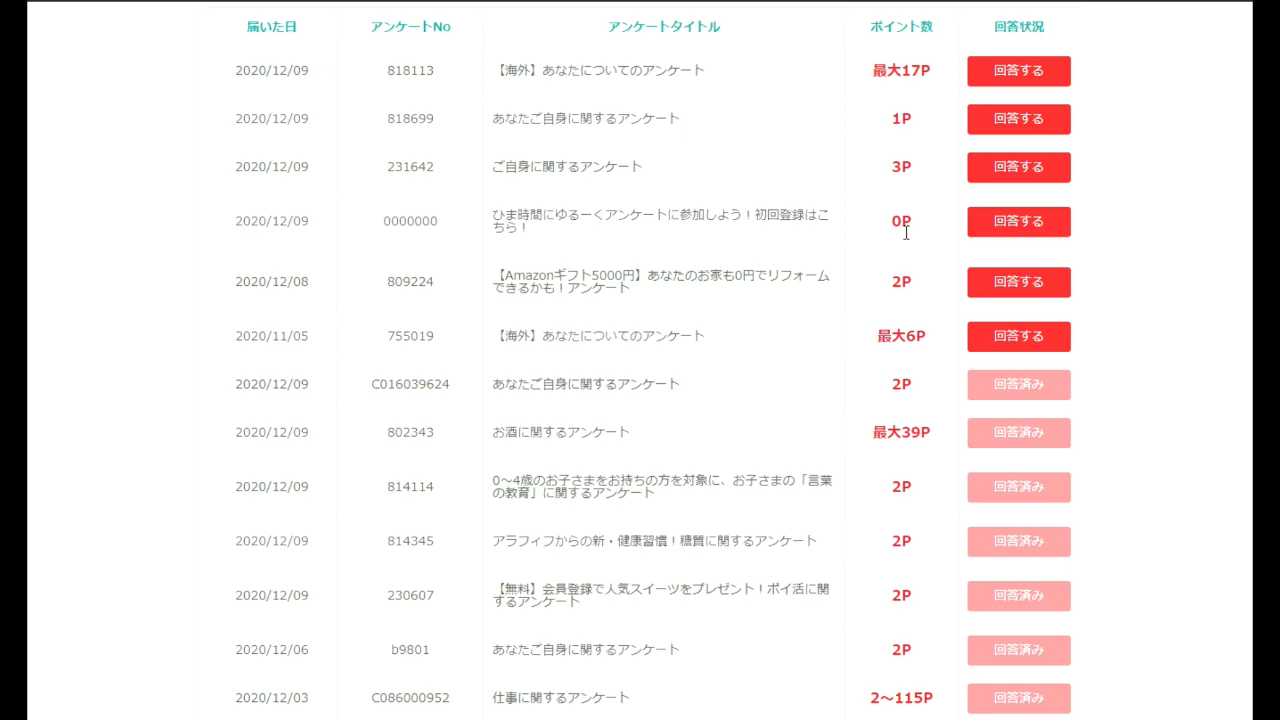 届いた日 アンケートNo アンケートタイトル ポイント数 回答状況
2020/12/09 818113 【海外】あなたについてのアンケート 最大17P 回答する
2020/12/09 818699 あなたご自身に関するアンケート 1P 回答する
2020/12/09 231642 ご自身に関するアンケート 3P 回答する
2020/12/09 0000000 ひま時間にゆるーくアンケートに参加しよう！初回登録はこ
ちら！ 0P 回答する
2020/12/08 809224 【Amazonギフト5000円】あなたのお家も0円でリフォーム
できるかも！アンケート 2P 回答する
2020/11/05 755019 【海外】あなたについてのアンケート 最大6P 回答する
2020/12/09 C016039624 あなたご自身に関するアンケート 2P 回答済み
2020/12/09 802343 お酒に関するアンケート 最大39P 回答済み
2020/12/09 814114 0～4歳のお子さまをお持ちの方を対象に、お子さまの「言葉
の教育」に関するアンケート 2P 回答済み
2020/12/09 814345 アラフィフからの新・健康習慣！糖質に関するアンケート 2P 回答済み
2020/12/09 230607 【無料】会員登録で人気スイーツをプレゼント！ポイ活に関
するアンケート 2P 回答済み
2020/12/06 b9801 あなたご自身に関するアンケート 2P 回答済み
2020/12/03 C086000952 仕事に関するアンケート 2～115P 回答済み